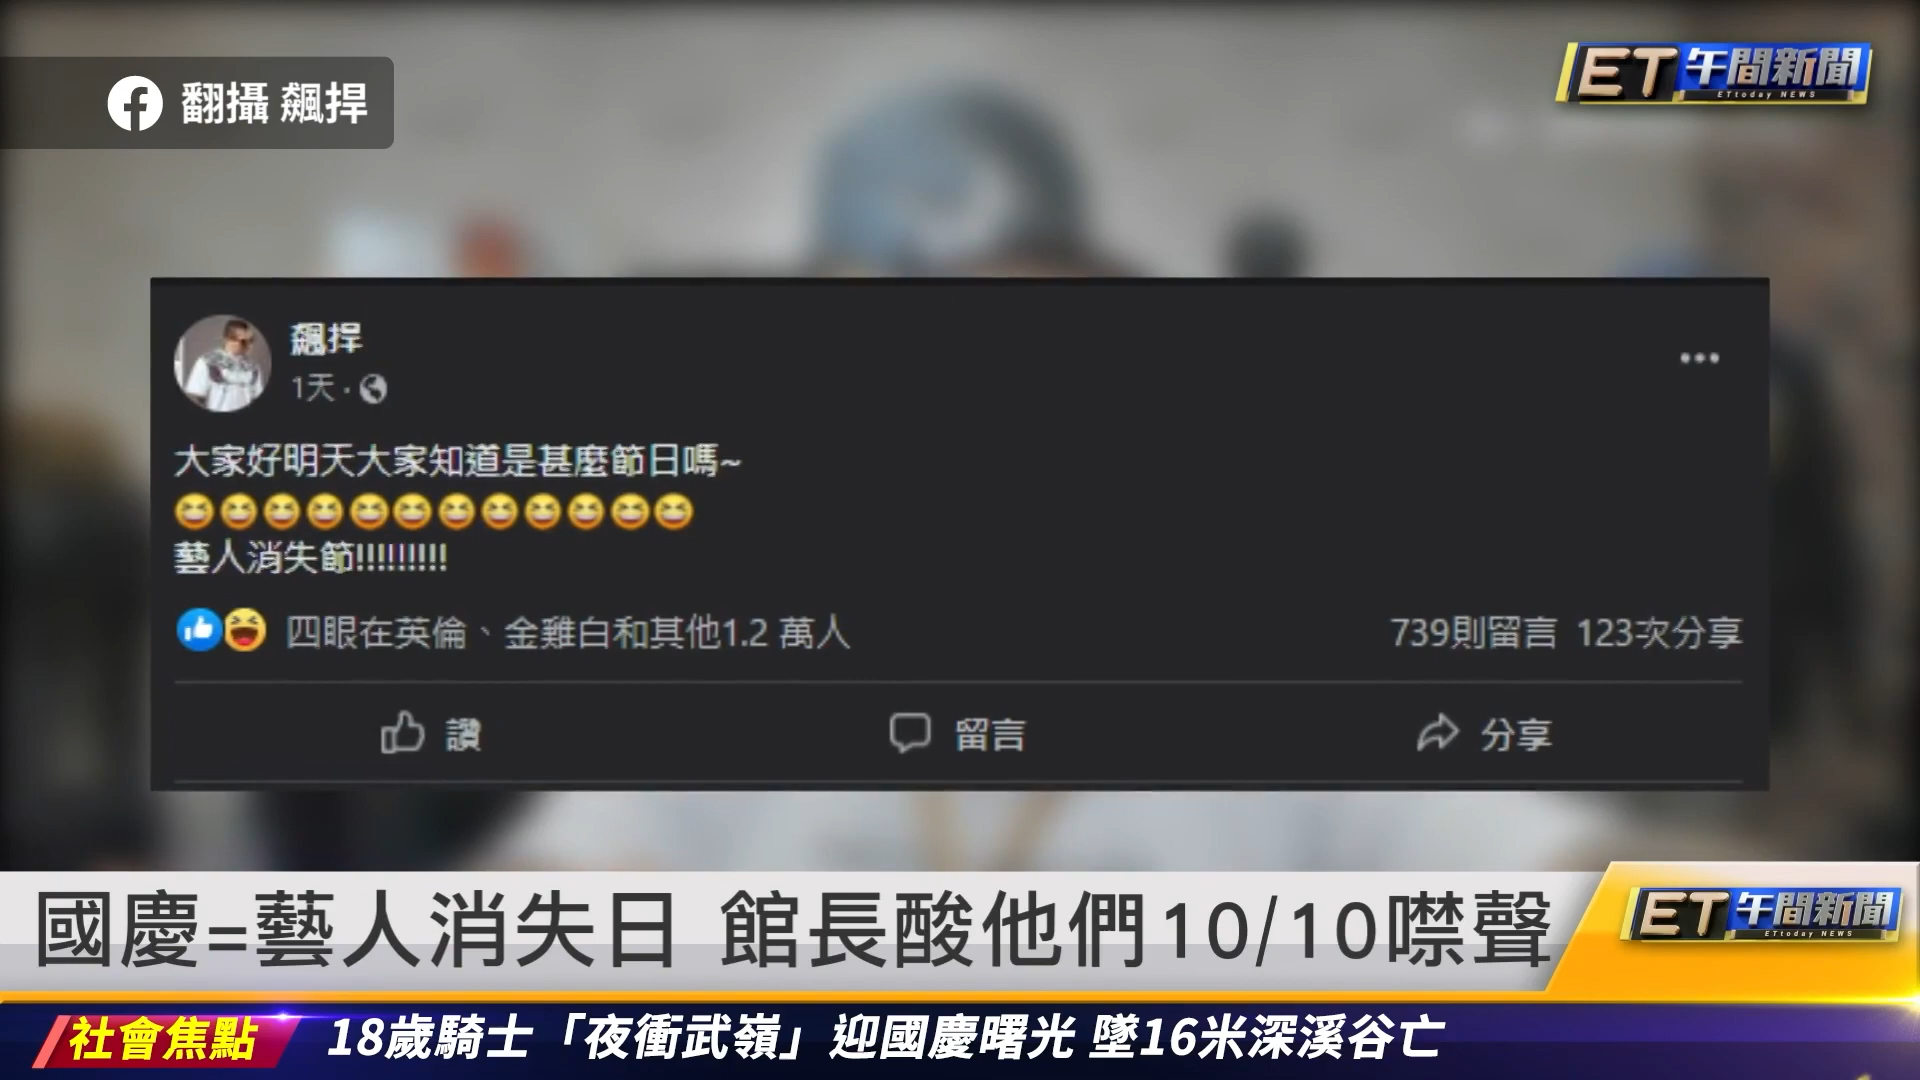 翻攝 飆捍
ET午間新聞
ETtoday NEWS
飆捍
1天
大家好明天大家知道是甚麼節日嗎~
😆😆😆😆😆😆😆😆😆😆😆😆
藝人消失節!!!!!!!!!
四眼在英倫、金雞白和其他1.2 萬人
739則留言 123次分享
讚
留言
分享
國慶=藝人消失日 館長酸他們10/10噤聲
ET午間新聞
ETtoday NEWS
社會焦點
18歲騎士「夜衝武嶺」迎國慶曙光 墜16米深溪谷亡